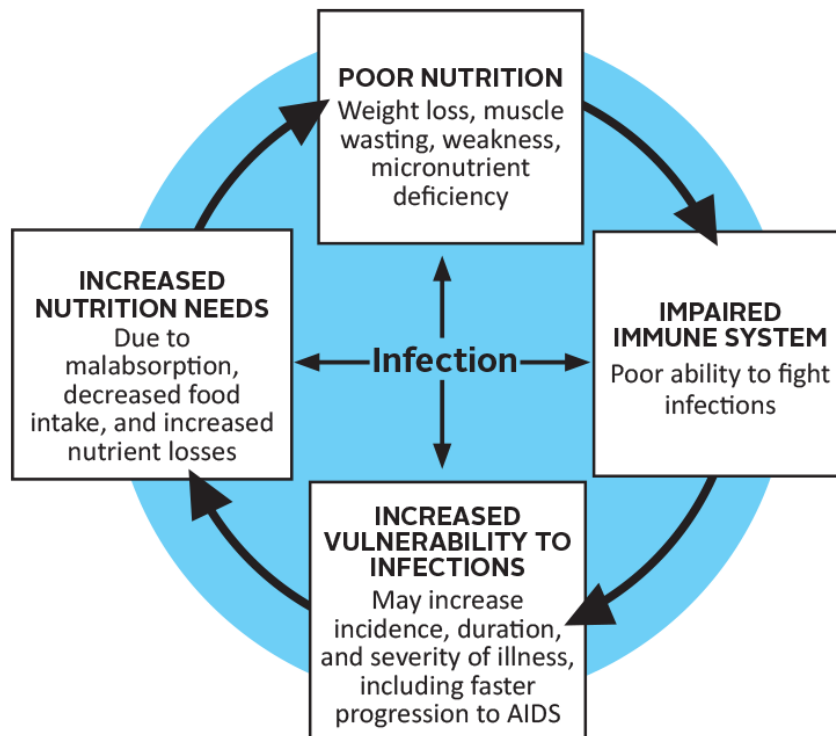 POOR NUTRITION
Weight loss, muscle
wasting, weakness,
micronutrient
deficiency
INCREASED
NUTRITION NEEDS
Due to
malabsorption,
decreased food
intake, and increased
nutrient losses
Infection
IMPAIRED
IMMUNE SYSTEM
Poor ability to fight
infections
INCREASED
VULNERABILITY TO
INFECTIONS
May increase
incidence, duration,
and severity of illness,
including faster
progression to AIDS